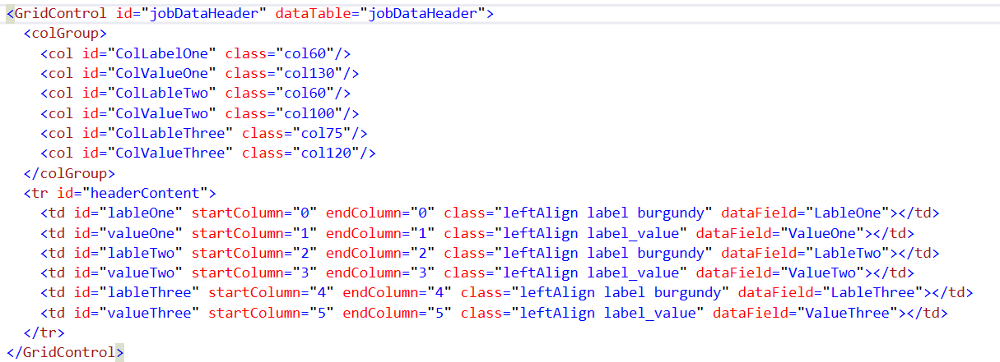 <GridControl id="jobDataHeader" dataTable="jobDataHeader">
<colGroup>
<col id="ColLabelOne" class="col60"/>
<col id="ColValueOne" class="col130"/>
<col id="ColLableTwo" class="col60"/>
<col id="ColValueTwo" class="col100"/>
<col id="ColLableThree" class="col75"/>
<col id="ColValueThree" class="col120"/>
</colGroup>
<tr id="headerContent">
<td id="lableOne" startColumn="0" endColumn="0" class="leftAlign label burgundy" dataField="LableOne"></td>
<td id="valueOne" startColumn="1" endColumn="1" class="leftAlign label_value" dataField="ValueOne"></td>
<td id="lableTwo" startColumn="2" endColumn="2" class="leftAlign label burgundy" dataField="LableTwo"></td>
<td id="valueTwo" startColumn="3" endColumn="3" class="leftAlign label_value" dataField="ValueTwo"></td>
<td id="lableThree" startColumn="4" endColumn="4" class="leftAlign label burgundy" dataField="LableThree"></td>
<td id="valueThree" startColumn="5" endColumn="5" class="leftAlign label_value" dataField="ValueThree"></td>
</tr>
</GridControl>